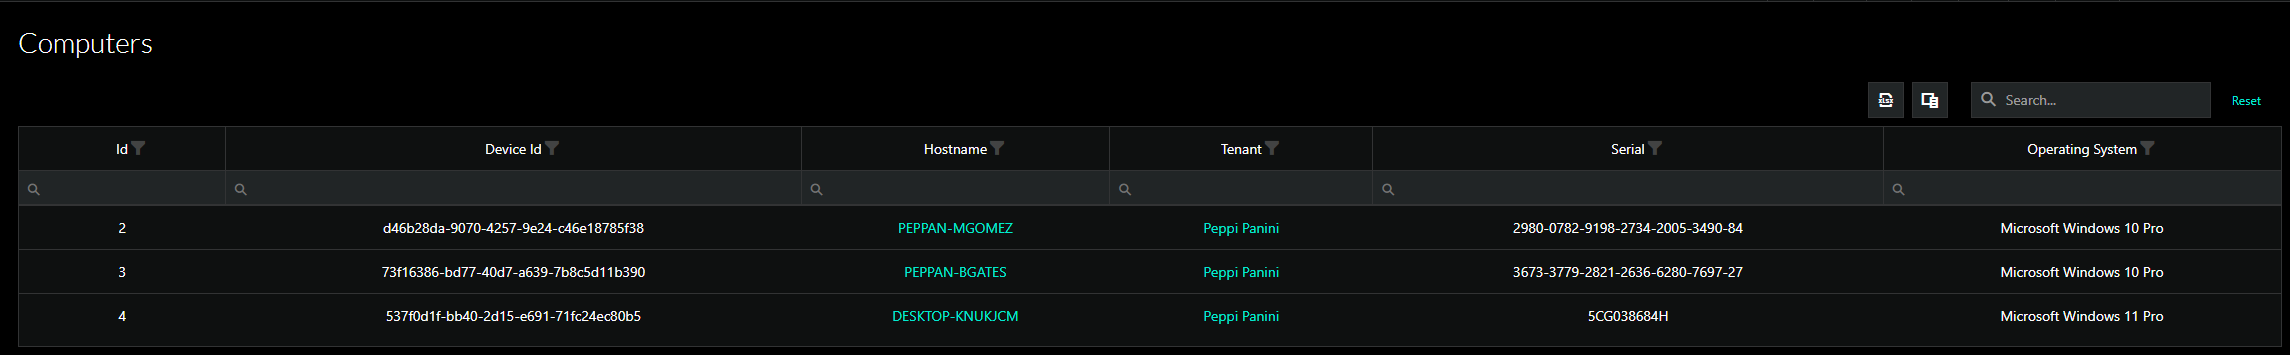 Computers
xlsx
Search...
Reset
Id Device Id Hostname Tenant Serial Operating System
2 d46b28da-9070-4257-9e24-c46e18785f38 PEPPAN-MGOMEZ Peppi Panini 2980-0782-9198-2734-2005-3490-84 Microsoft Windows 10 Pro
3 73f16386-bd77-40d7-a639-7b8c5d11b390 PEPPAN-BGATES Peppi Panini 3673-3779-2821-2636-6280-7697-27 Microsoft Windows 10 Pro
4 537f0d1f-bb40-2d15-e691-71fc24ec80b5 DESKTOP-KNUKJCM Peppi Panini 5CG038684H Microsoft Windows 11 Pro